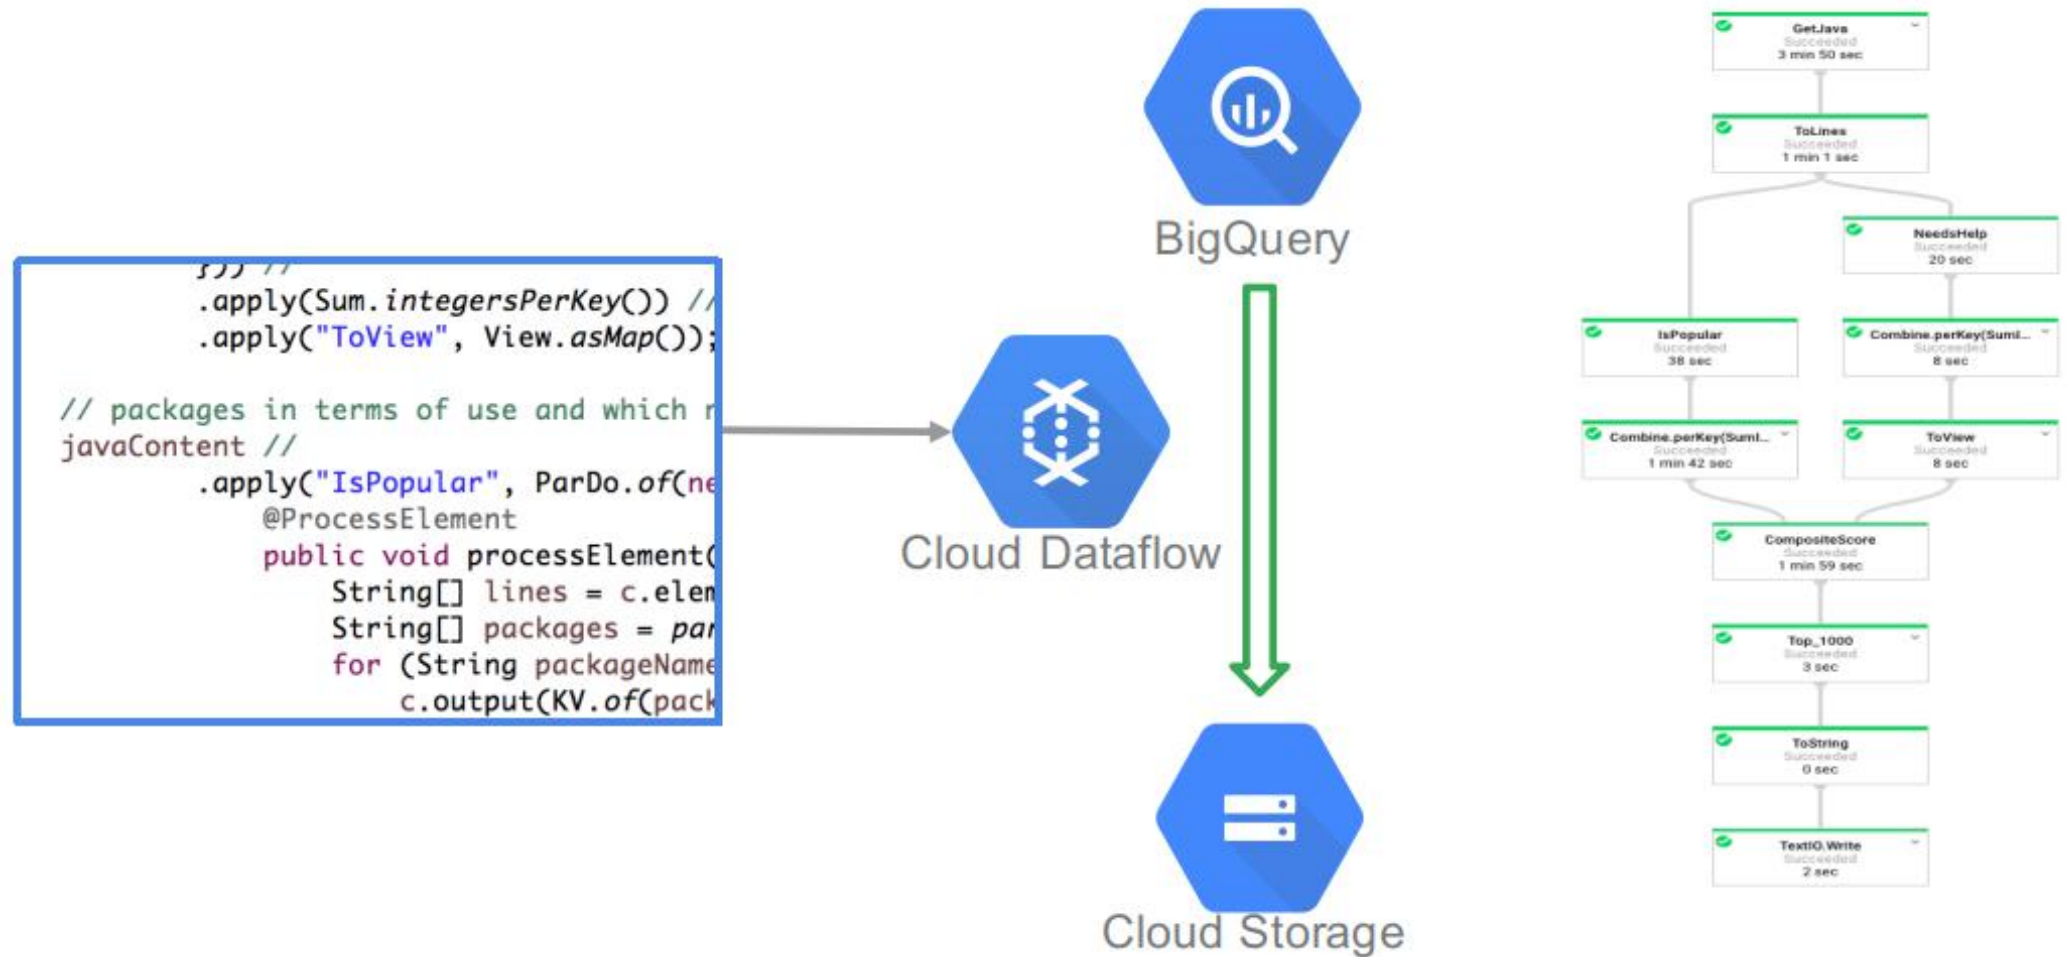 })) //
.apply(Sum.integersPerKey()) //
.apply("ToView", View.asMap());
// packages in terms of use and which
javaContent //
.apply("IsPopular", ParDo.of(ne
@ProcessElement
public void processElement(
String[] lines = c.elem
String[] packages = par
for (String packageName
c.output(KV.of(pack
BigQuery
Cloud Dataflow
Cloud Storage
GetJava
Succeeded
3 min 50 sec
ToLines
Succeeded
1 min 1 sec
NeedsHelp
Succeeded
20 sec
IsPopular
Succeeded
38 sec
Combine.perKey(SumI...
Succeeded
8 sec
Combine.perKey(SumI...
Succeeded
1 min 42 sec
ToView
Succeeded
8 sec
CompositeScore
Succeeded
1 min 59 sec
Top_1000
Succeeded
3 sec
ToString
Succeeded
0 sec
TextIO.Write
Succeeded
2 sec